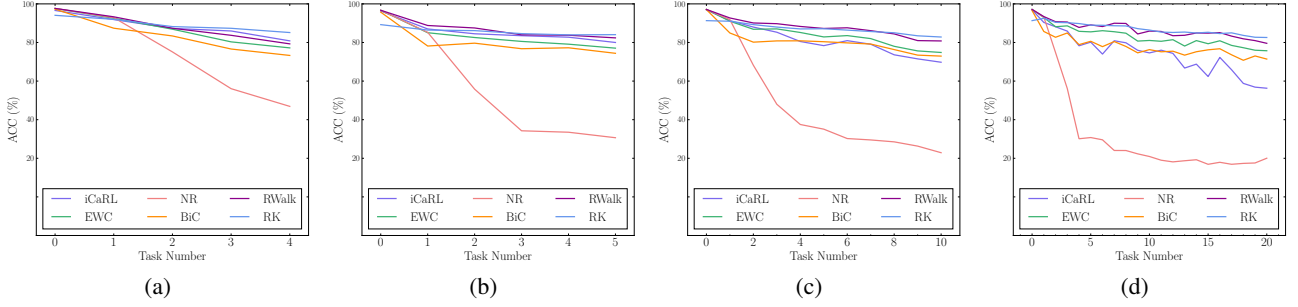 100
80
60
40
20
ACC (%)
iCaRL NR RWalk
EWC BiC RK
0 1 2 3 4
Task Number
(a)
100
80
60
40
20
ACC (%)
iCaRL NR RWalk
EWC BiC RK
0 1 2 3 4 5
Task Number
(b)
100
80
60
40
20
ACC (%)
iCaRL NR RWalk
EWC BiC RK
0 2 4 6 8 10
Task Number
(c)
100
80
60
40
20
ACC (%)
iCaRL NR RWalk
EWC BiC RK
0 5 10 15 20
Task Number
(d)